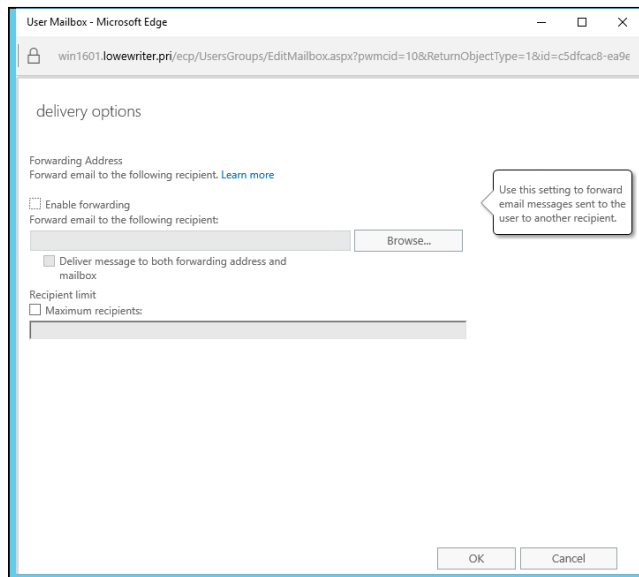 User Mailbox - Microsoft Edge
win1601.lowewriter.pri/ecp/UsersGroups/EditMailbox.aspx?pwmcid=10&ReturnObjectType=1&id=c5dfcac8-ea9e
delivery options
Forwarding Address
Forward email to the following recipient. Learn more
Enable forwarding
Forward email to the following recipient:
Browse...
Deliver message to both forwarding address and
mailbox
Recipient limit
Maximum recipients:
Use this setting to forward
email messages sent to the
user to another recipient.
OK
Cancel